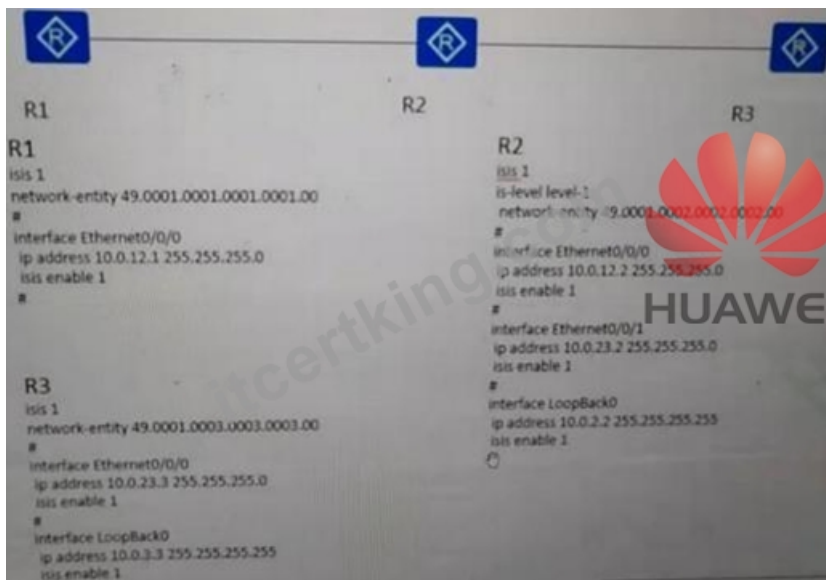 R
R
R
R1
R2
R3
R1
isis 1
network-entity 49.0001.0001.0001.0001.00
#
interface Ethernet0/0/0
ip address 10.0.12.1 255.255.255.0
isis enable 1
#
R2
isis 1
is-level level-1
network-entity 49.0001.0002.0002.0002.00
#
interface Ethernet0/0/0
ip address 10.0.12.2 255.255.255.0
isis enable 1
#
interface Ethernet0/0/1
ip address 10.0.23.2 255.255.255.0
isis enable 1
#
interface LoopBack0
ip address 10.0.2.2 255.255.255.255
isis enable 1
R3
isis 1
network-entity 49.0001.0003.0003.0003.00
#
interface Ethernet0/0/0
ip address 10.0.23.3 255.255.255.0
isis enable 1
#
interface LoopBack0
ip address 10.0.3.3 255.255.255.255
isis enable 1
HUAWE
itcertking.com